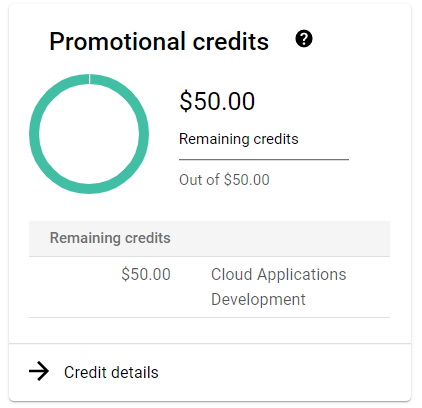 Promotional credits ?
$50.00
Remaining credits
Out of $50.00
Remaining credits
$50.00 Cloud Applications
Development
Credit details